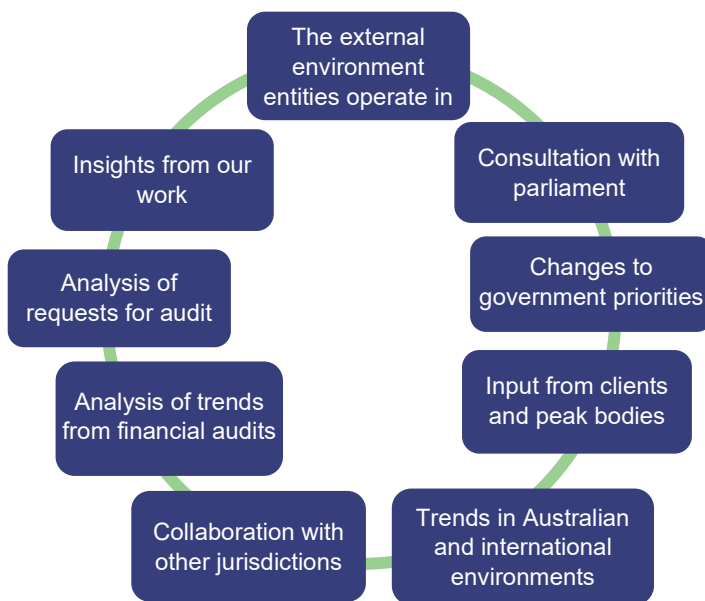 The external
environment
entities operate in
Consultation with
parliament
Changes to
government priorities
Input from clients
and peak bodies
Trends in Australian
and international
environments
Collaboration with
other jurisdictions
Analysis of trends
from financial audits
Analysis of
requests for audit
Insights from our
work